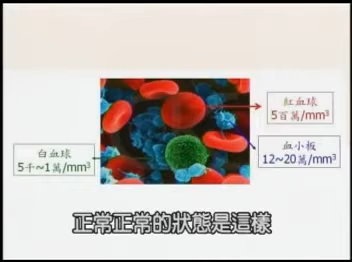 紅血球
5百萬/mm³
血小板
12~20萬/mm³
白血球
5千~1萬/mm³
正常正常的狀態是這樣